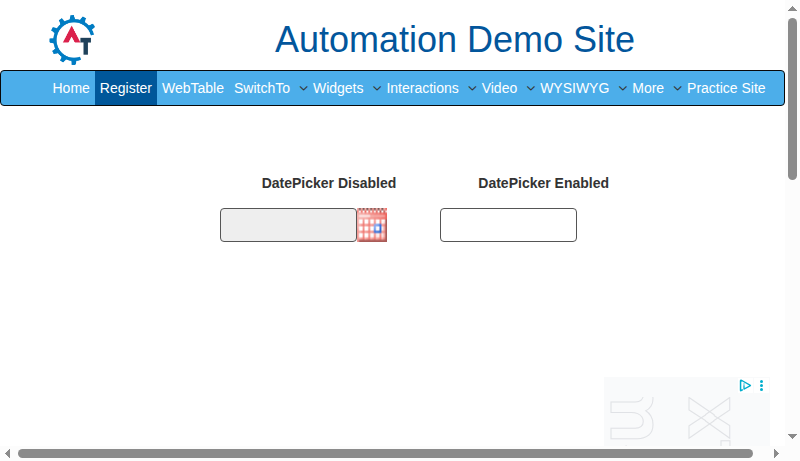 AT
Automation Demo Site
Home Register WebTable SwitchTo Widgets Interactions Video WYSIWYG More Practice Site
DatePicker Disabled DatePicker Enabled